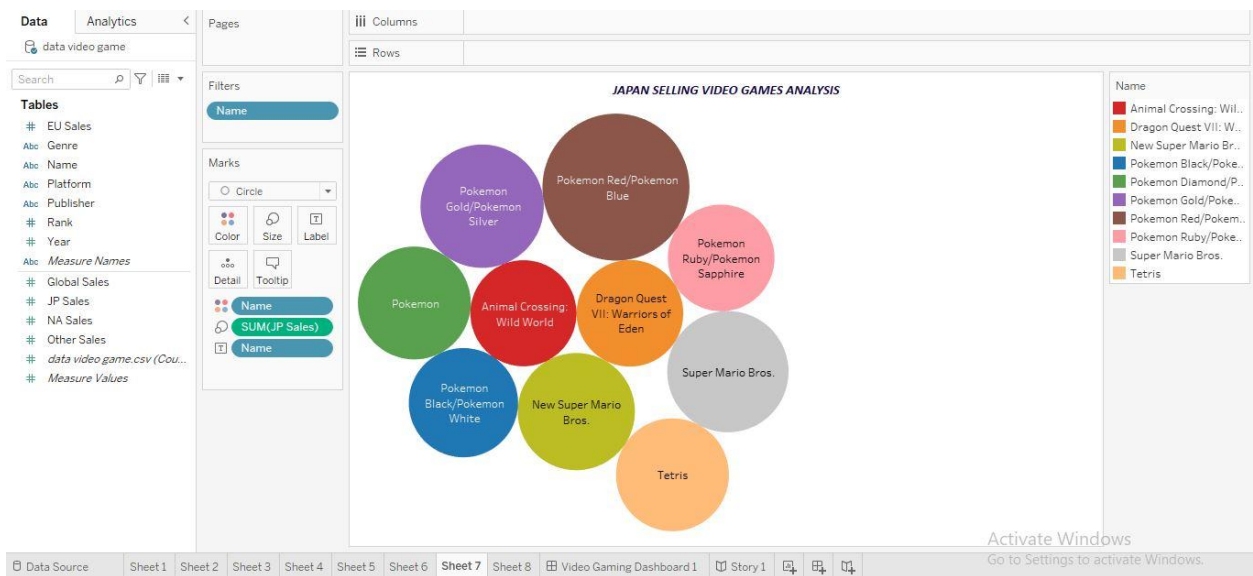 Data Analytics
data video game
Search
Tables
# EU Sales
Abc Genre
Abc Name
Abc Platform
Abc Publisher
# Rank
# Year
Abc Measure Names
# Global Sales
# JP Sales
# NA Sales
# Other Sales
# data video game.csv (Cou...
# Measure Values
Pages
Filters
Name
Marks
Circle
Color Size Label
Detail Tooltip
Name
SUM(JP Sales)
T Name
Columns
Rows
JAPAN SELLING VIDEO GAMES ANALYSIS
Pokemon Red/Pokemon
Blue
Pokemon
Gold/Pokemon
Silver
Pokemon
Ruby/Pokemon
Sapphire
Pokemon
Animal Crossing:
Wild World
Dragon Quest
VII: Warriors of
Eden
Super Mario Bros.
Pokemon
Black/Pokemon
White
New Super Mario
Bros.
Tetris
Name
Animal Crossing: Wil..
Dragon Quest VII: W..
New Super Mario Br..
Pokemon Black/Poke..
Pokemon Diamond/P..
Pokemon Gold/Poke..
Pokemon Red/Pokem..
Pokemon Ruby/Poke..
Super Mario Bros.
Tetris
Activate Windows
Go to Settings to activate Windows.
Data Source Sheet 1 Sheet 2 Sheet 3 Sheet 4 Sheet 5 Sheet 6 Sheet 7 Sheet 8 Video Gaming Dashboard 1 Story 1